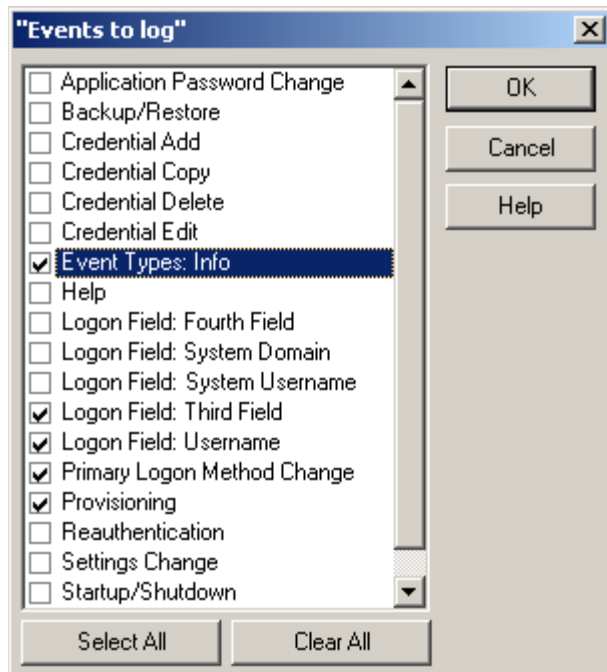 "Events to log"
Application Password Change
Backup/Restore
Credential Add
Credential Copy
Credential Delete
Credential Edit
Event Types: Info
Help
Logon Field: Fourth Field
Logon Field: System Domain
Logon Field: System Username
Logon Field: Third Field
Logon Field: Username
Primary Logon Method Change
Provisioning
Reauthentication
Settings Change
Startup/Shutdown
OK
Cancel
Help
Select All
Clear All